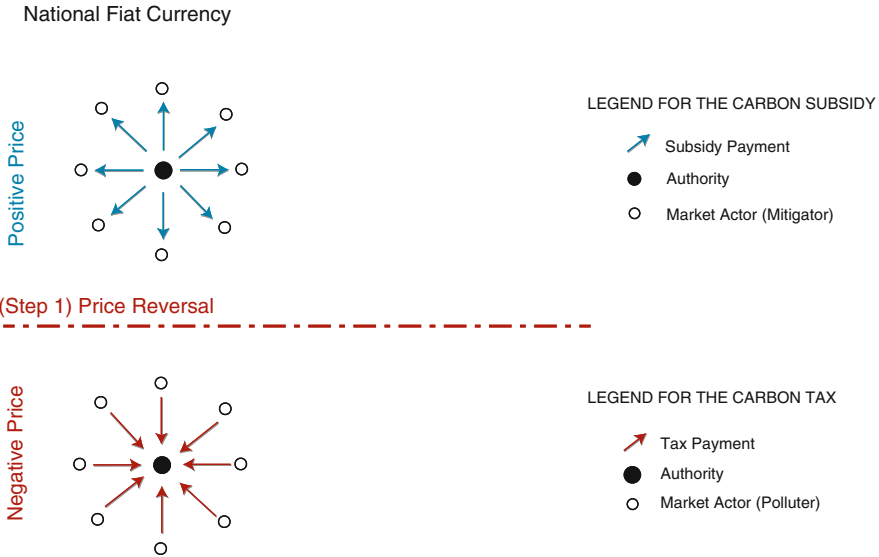 National Fiat Currency
Positive Price
LEGEND FOR THE CARBON SUBSIDY
Subsidy Payment
Authority
Market Actor (Mitigator)
(Step 1) Price Reversal
Negative Price
LEGEND FOR THE CARBON TAX
Tax Payment
Authority
Market Actor (Polluter)